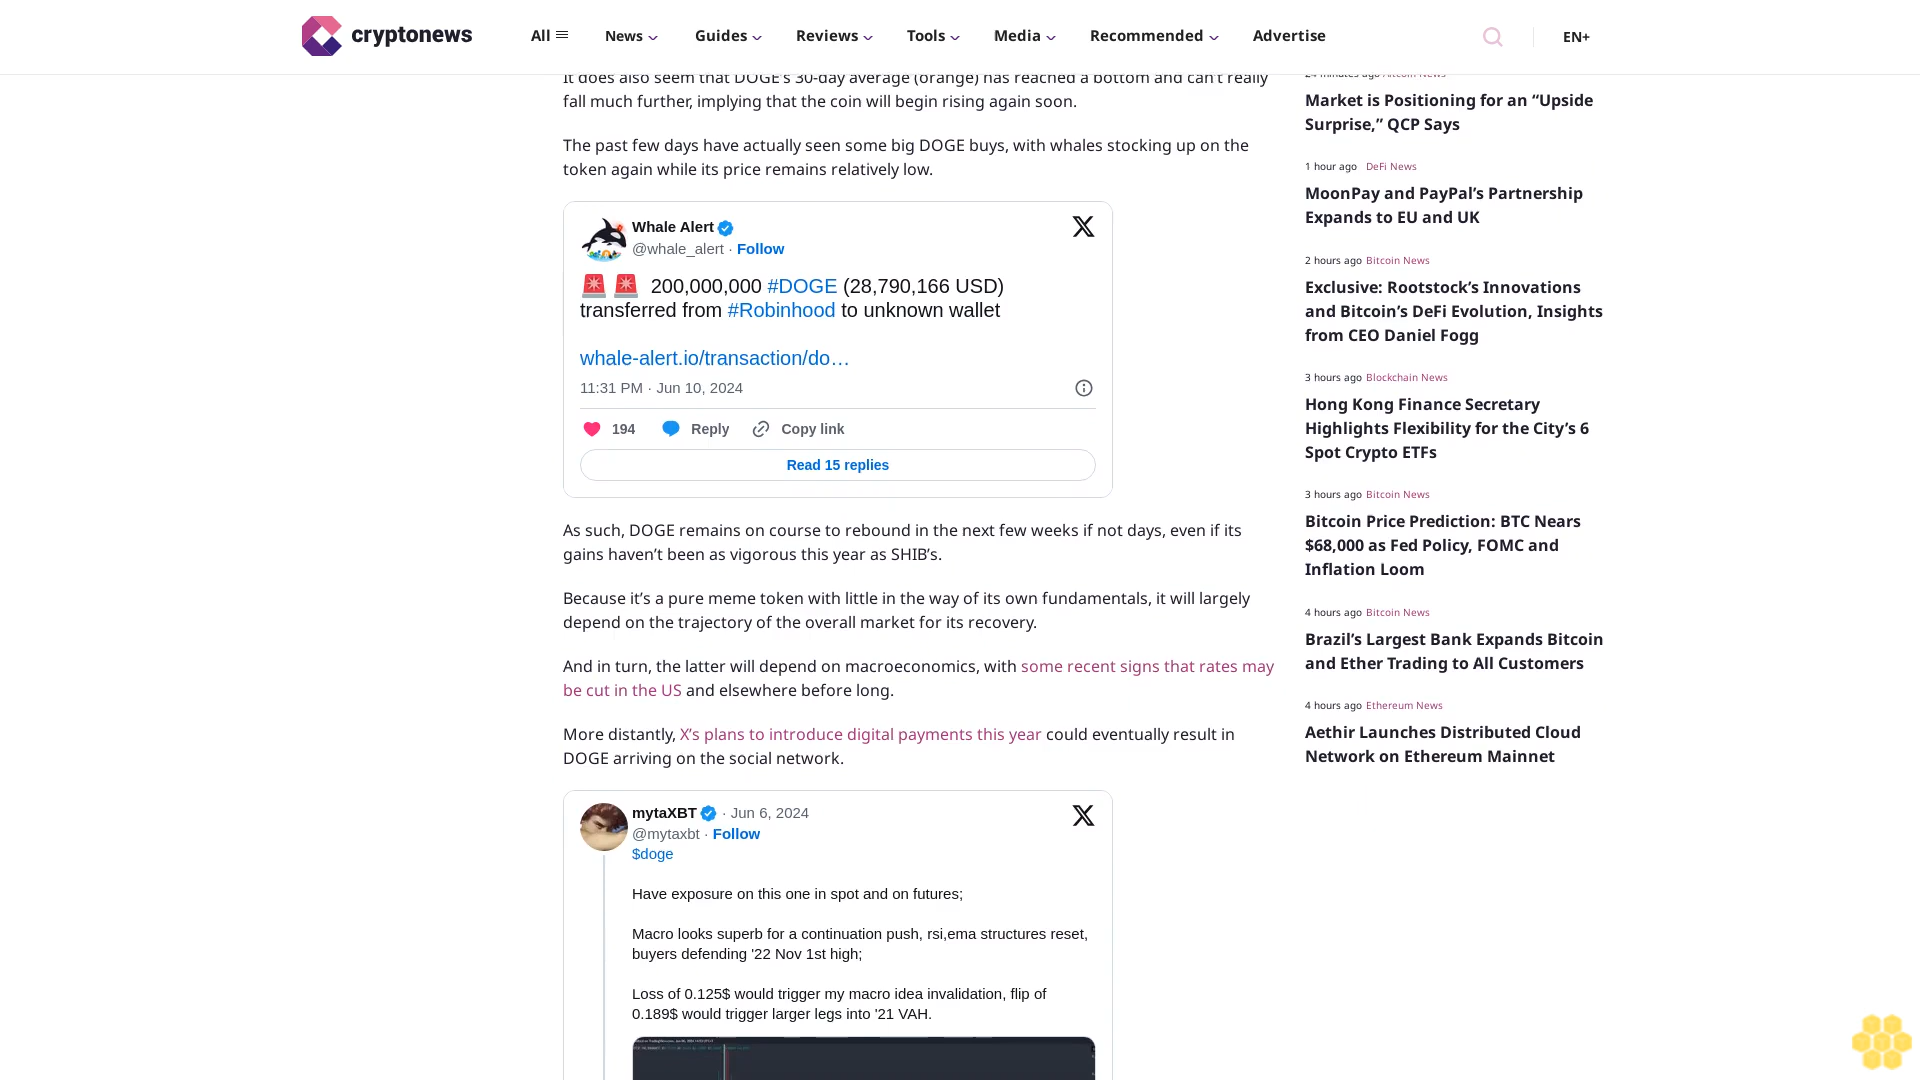 cryptonews
All
News
Guides
Reviews
Tools
Media
Recommended
Advertise
EN+
It does also seem that DOGE's 30-day average (orange) has reached a bottom and can't really
fall much further, implying that the coin will begin rising again soon.
The past few days have actually seen some big DOGE buys, with whales stocking up on the
token again while its price remains relatively low.
Whale Alert
@whale_alert · Follow
🚨 🚨 200,000,000 #DOGE (28,790,166 USD)
transferred from #Robinhood to unknown wallet
whale-alert.io/transaction/do…
11:31 PM · Jun 10, 2024
194 Reply Copy link
Read 15 replies
As such, DOGE remains on course to rebound in the next few weeks if not days, even if its
gains haven't been as vigorous this year as SHIB's.
Because it's a pure meme token with little in the way of its own fundamentals, it will largely
depend on the trajectory of the overall market for its recovery.
And in turn, the latter will depend on macroeconomics, with some recent signs that rates may
be cut in the US and elsewhere before long.
More distantly, X's plans to introduce digital payments this year could eventually result in
DOGE arriving on the social network.
mytaXBT · Jun 6, 2024
@mytaxbt · Follow
$doge
Have exposure on this one in spot and on futures;
Macro looks superb for a continuation push, rsi,ema structures reset,
buyers defending '22 Nov 1st high;
Loss of 0.125$ would trigger my macro idea invalidation, flip of
0.189$ would trigger larger legs into '21 VAH.
24 minutes ago Altcoin News
Market is Positioning for an “Upside
Surprise,” QCP Says
1 hour ago DeFi News
MoonPay and PayPal’s Partnership
Expands to EU and UK
2 hours ago Bitcoin News
Exclusive: Rootstock’s Innovations
and Bitcoin’s DeFi Evolution, Insights
from CEO Daniel Fogg
3 hours ago Blockchain News
Hong Kong Finance Secretary
Highlights Flexibility for the City’s 6
Spot Crypto ETFs
3 hours ago Bitcoin News
Bitcoin Price Prediction: BTC Nears
$68,000 as Fed Policy, FOMC and
Inflation Loom
4 hours ago Bitcoin News
Brazil’s Largest Bank Expands Bitcoin
and Ether Trading to All Customers
4 hours ago Ethereum News
Aethir Launches Distributed Cloud
Network on Ethereum Mainnet